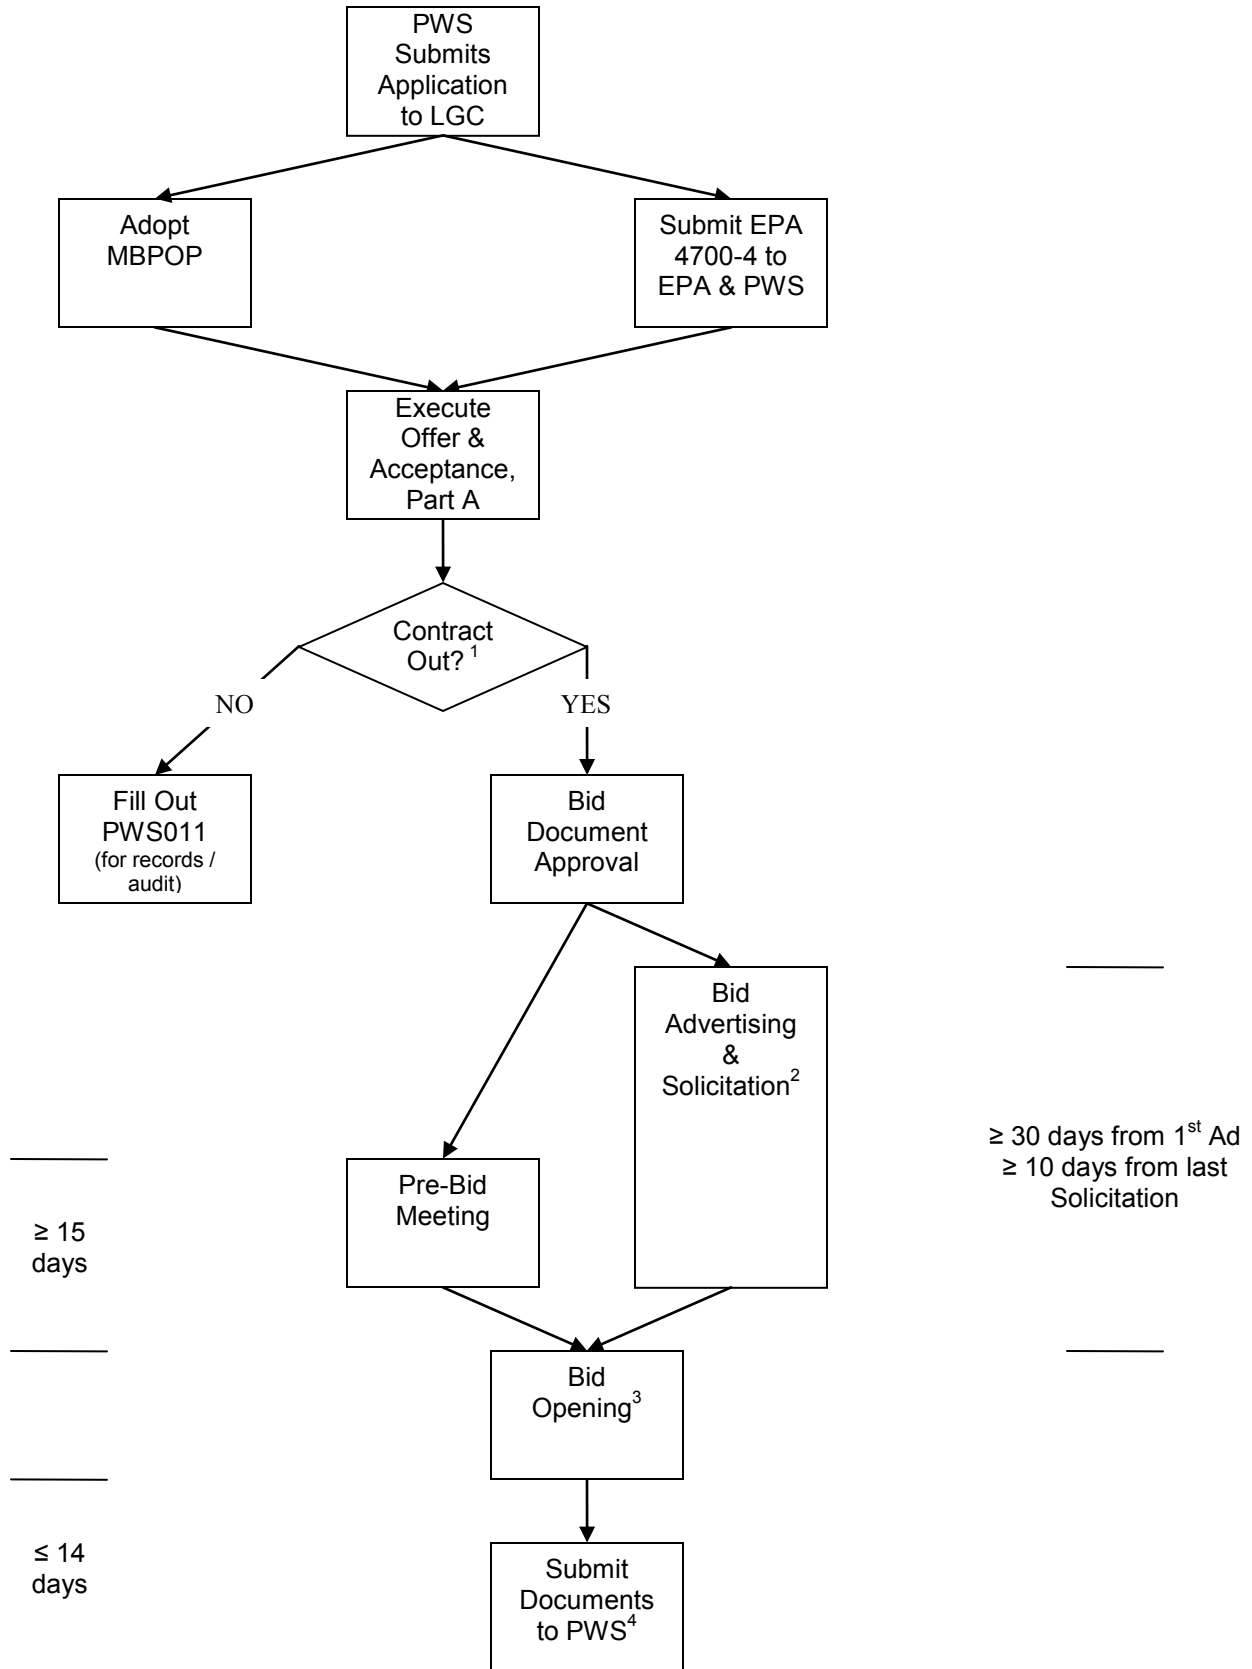 PWS
Submits
Application
to LGC
Adopt
MBPOP
Submit EPA
4700-4 to
EPA & PWS
Execute
Offer &
Acceptance,
Part A
Contract
Out? 1
NO
YES
Fill Out
PWS011
(for records /
audit)
Bid
Document
Approval
Bid
Advertising
&
Solicitation2
≥ 30 days from 1st Ad
≥ 10 days from last
Solicitation
Pre-Bid
Meeting
≥ 15
days
Bid
Opening3
≤ 14
days
Submit
Documents
to PWS4